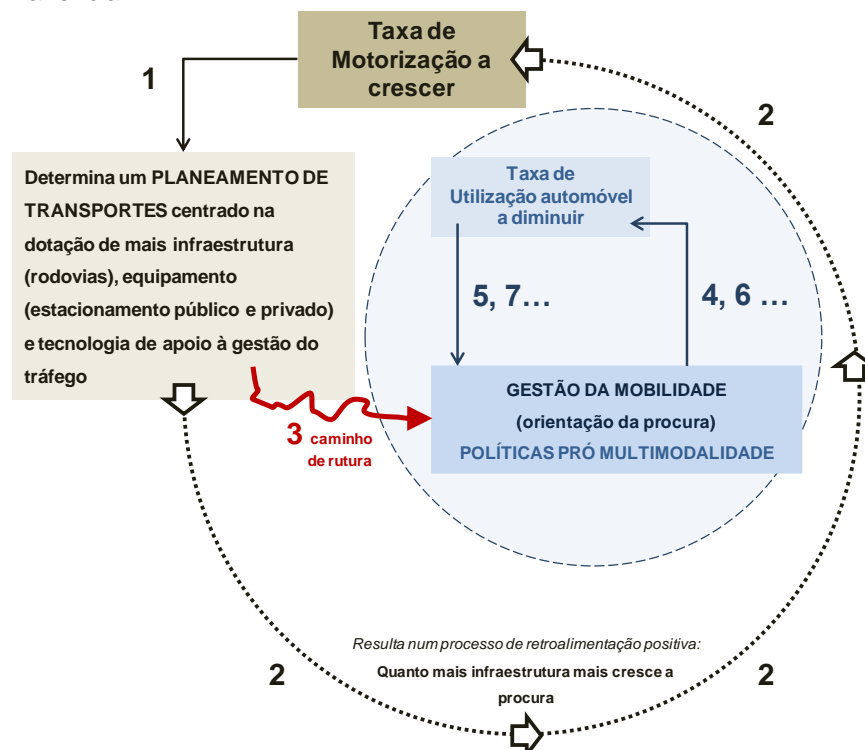 Taxa de
Motorização a
crescer
1
2
Determina um PLANEAMENTO DE
TRANSPORTES centrado na
dotação de mais infraestrutura
(rodovias), equipamento
(estacionamento público e privado)
e tecnologia de apoio à gestão do
tráfego
Taxa de
Utilização automóvel
a diminuir
5, 7…
4, 6 …
GESTÃO DA MOBILIDADE
(orientação da procura)
POLÍTICAS PRÓ MULTIMODALIDADE
3 caminho
de rutura
Resulta num processo de retroalimentação positiva:
Quanto mais infraestrutura mais cresce a
procura
2
2